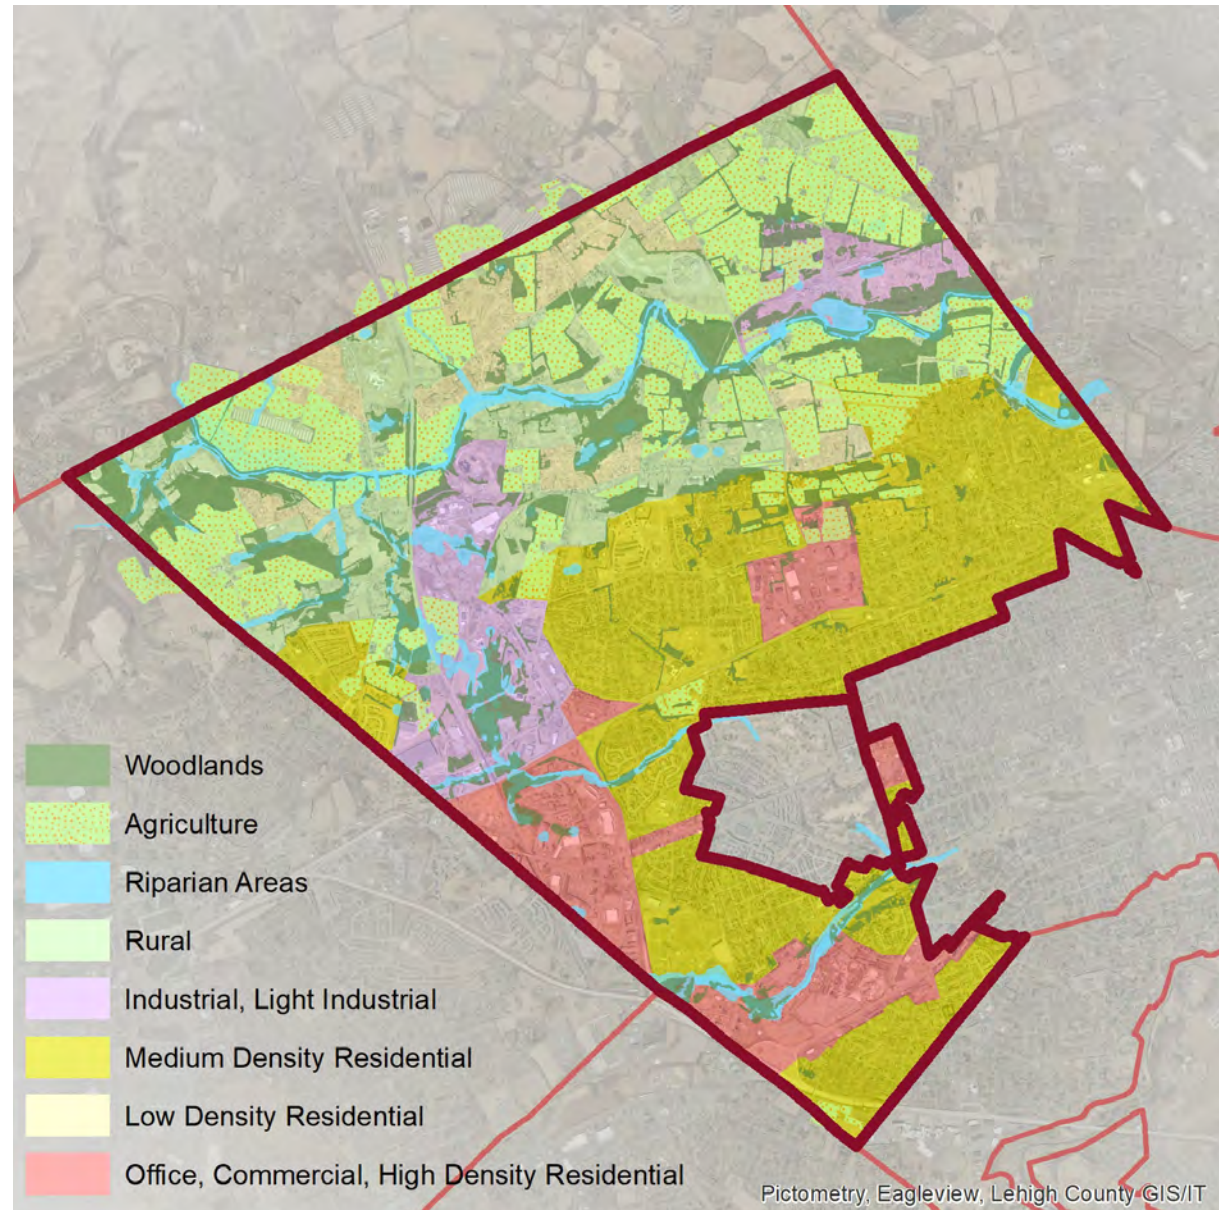 Woodlands
Agriculture
Riparian Areas
Rural
Industrial, Light Industrial
Medium Density Residential
Low Density Residential
Office, Commercial, High Density Residential
Pictometry, Eagleview, Lehigh County GIS/IT